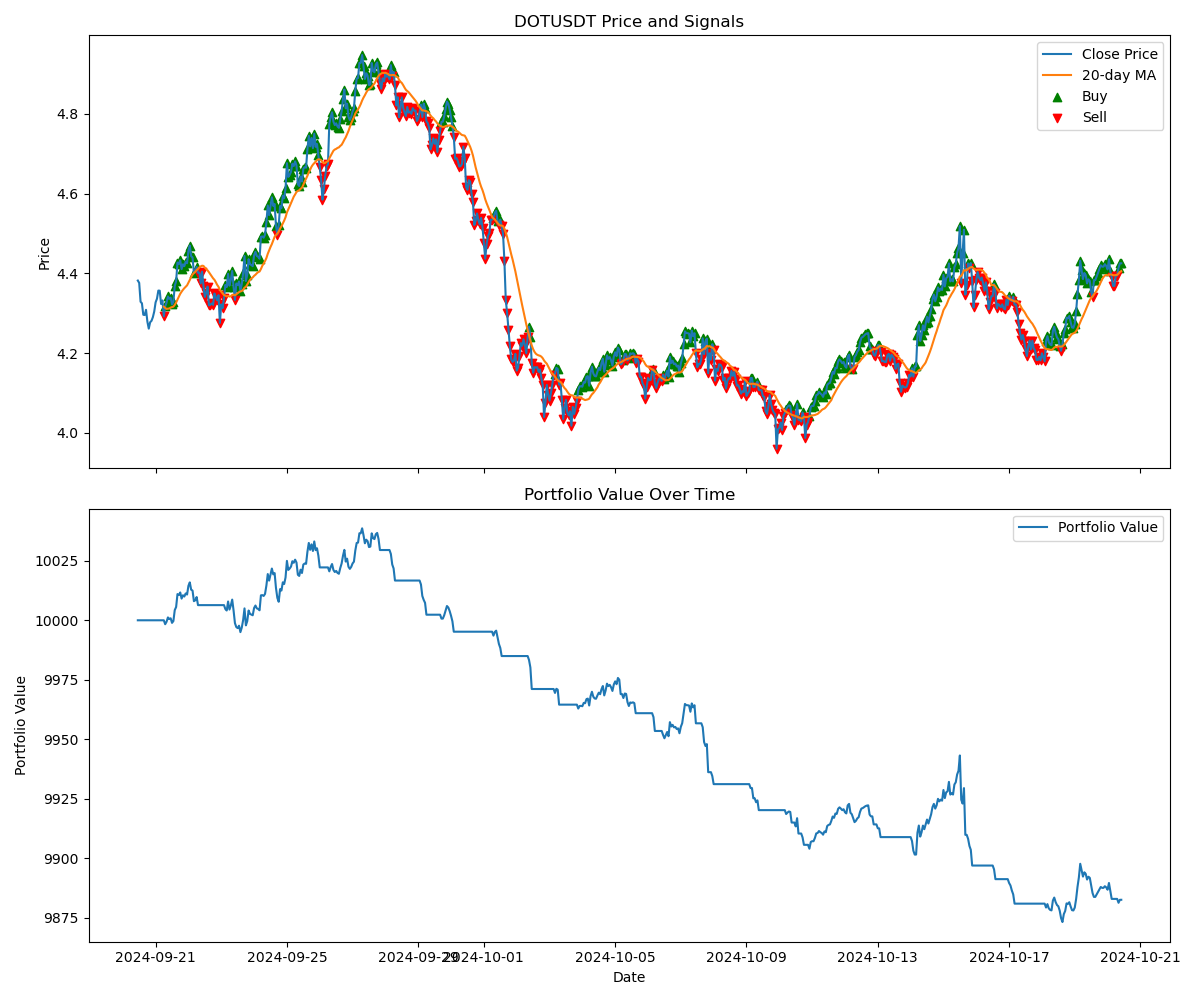 DOTUSDT Price and Signals
Close Price
20-day MA
Buy
Sell
Price
4.8
4.6
4.4
4.2
4.0
Portfolio Value Over Time
Portfolio Value
Portfolio Value
10025
10000
9975
9950
9925
9900
9875
2024-09-21 2024-09-25 2024-09-29 2024-10-01 2024-10-05 2024-10-09 2024-10-13 2024-10-17 2024-10-21
Date